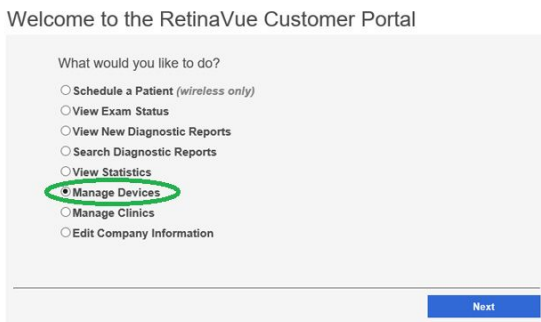 Welcome to the RetinaVue Customer Portal
What would you like to do?
Schedule a Patient (wireless only)
View Exam Status
View New Diagnostic Reports
Search Diagnostic Reports
View Statistics
Manage Devices
Manage Clinics
Edit Company Information
Next